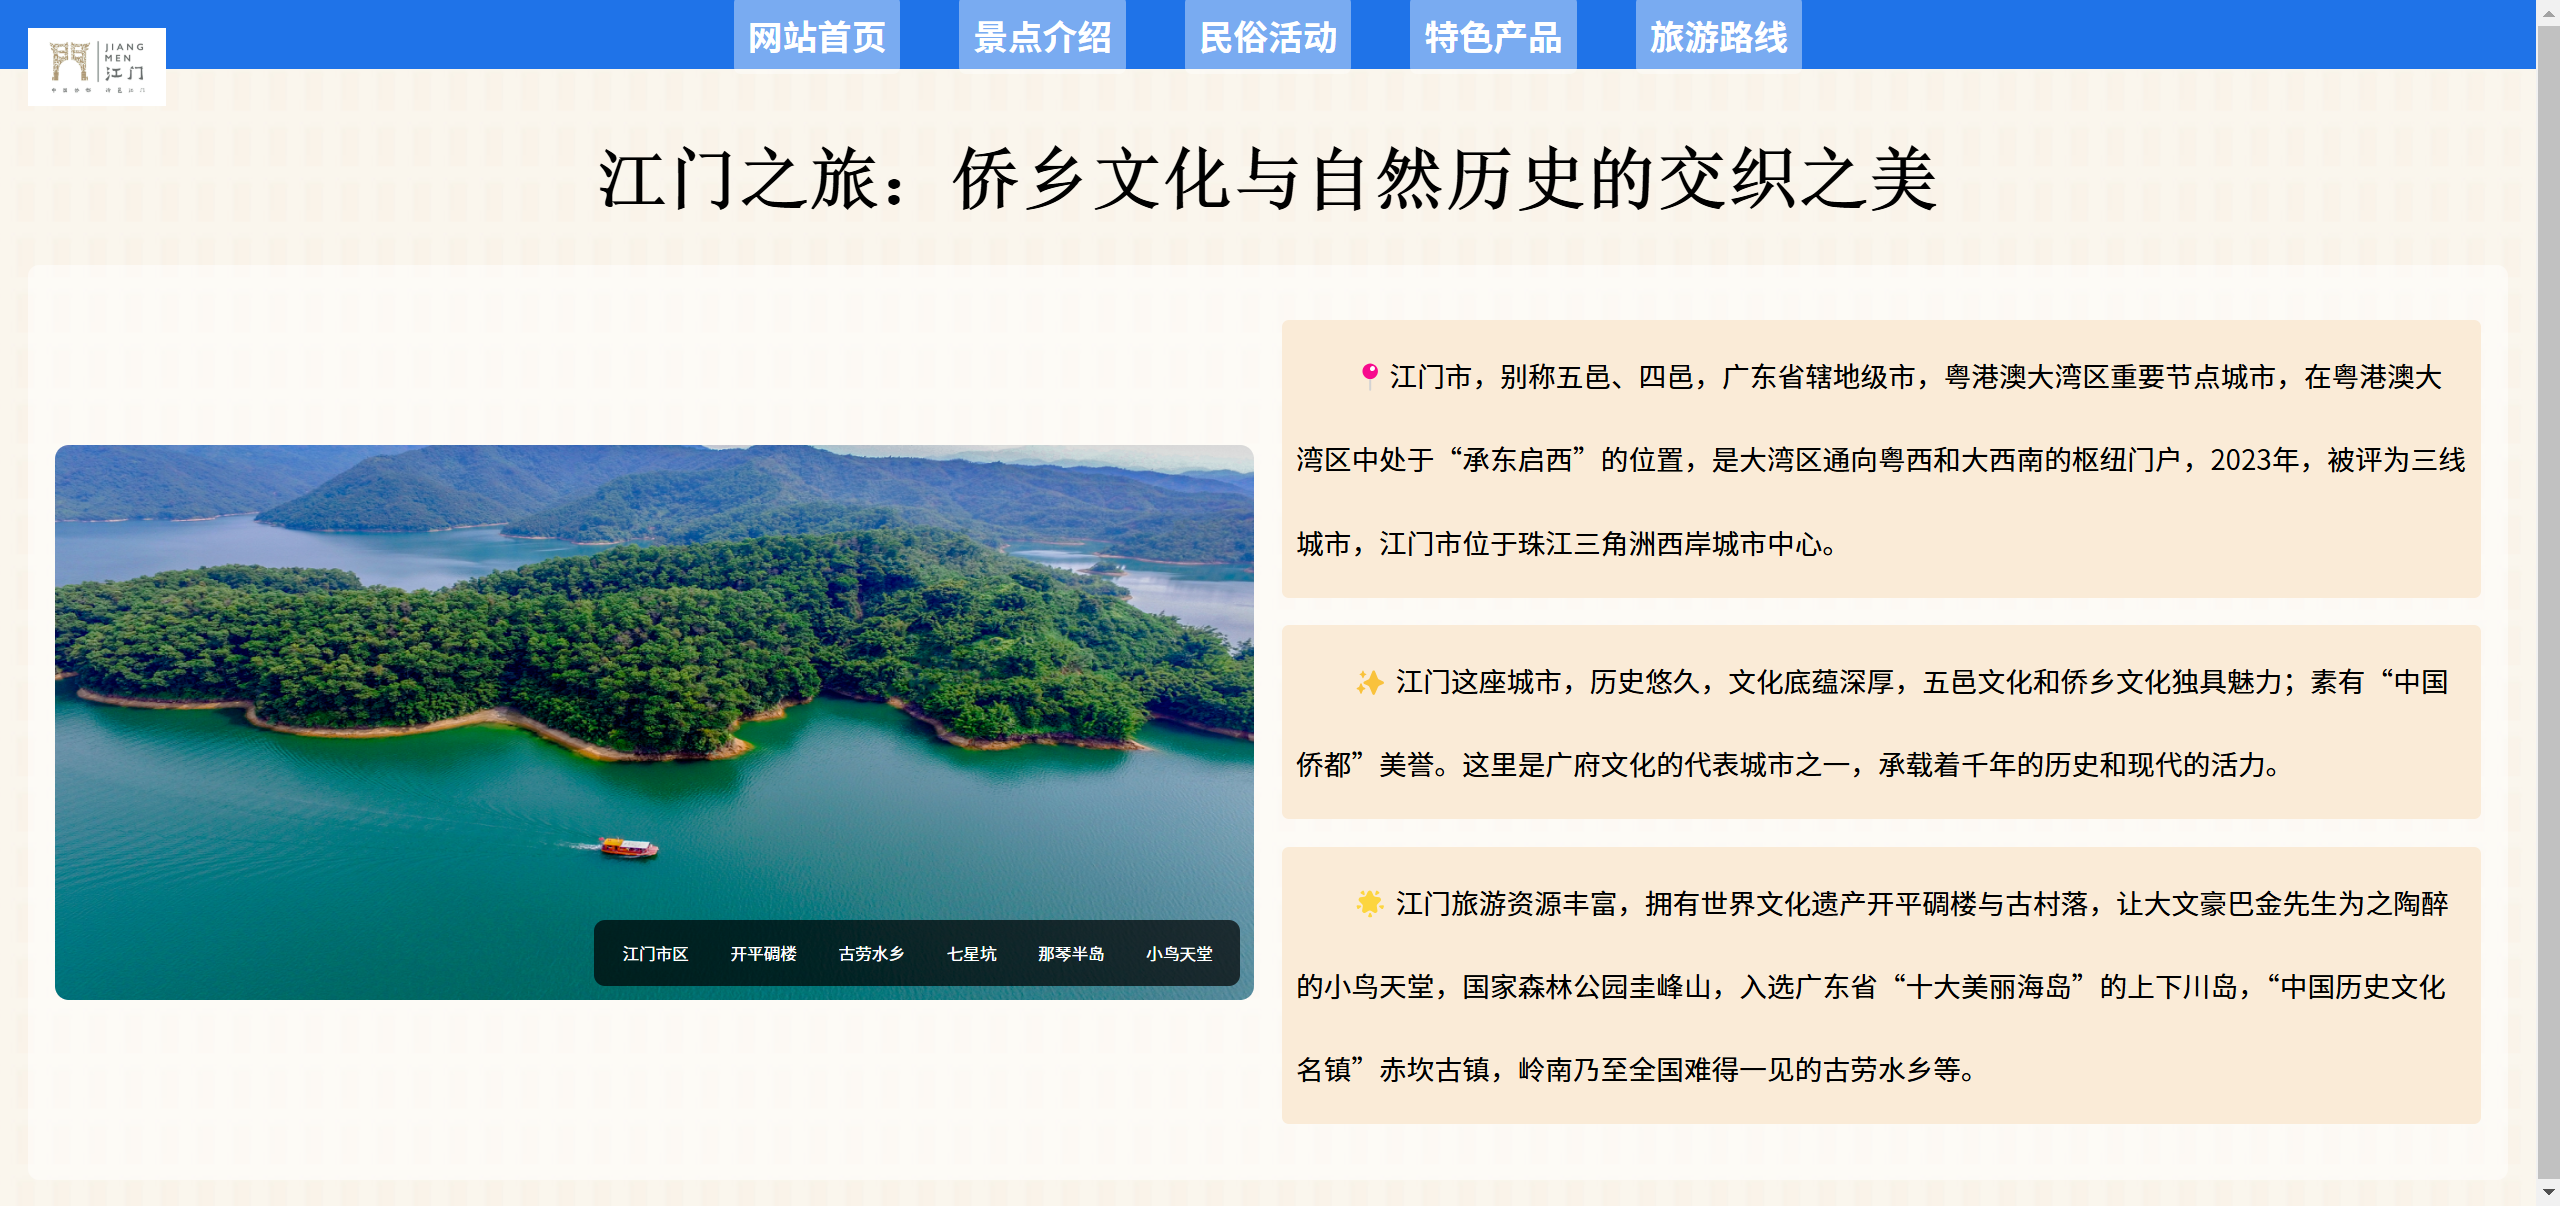 网站首页 景点介绍 民俗活动 特色产品 旅游路线
JIANG
MEN
江门
江门之旅：侨乡文化与自然历史的交织之美
江门市，别称五邑、四邑，广东省辖地级市，粤港澳大湾区重要节点城市，在粤港澳大
湾区中处于“承东启西”的位置，是大湾区通向粤西和大西南的枢纽门户，2023年，被评为三线
城市，江门市位于珠江三角洲西岸城市中心。
江门这座城市，历史悠久，文化底蕴深厚，五邑文化和侨乡文化独具魅力；素有“中国
侨都”美誉。这里是广府文化的代表城市之一，承载着千年的历史和现代的活力。
江门旅游资源丰富，拥有世界文化遗产开平碉楼与古村落，让大文豪巴金先生为之陶醉
的小鸟天堂，国家森林公园圭峰山，入选广东省“十大美丽海岛”的上下川岛，“中国历史文化
名镇”赤坎古镇，岭南乃至全国难得一见的古劳水乡等。
江门市区 开平碉楼 古劳水乡 七星坑 那琴半岛 小鸟天堂